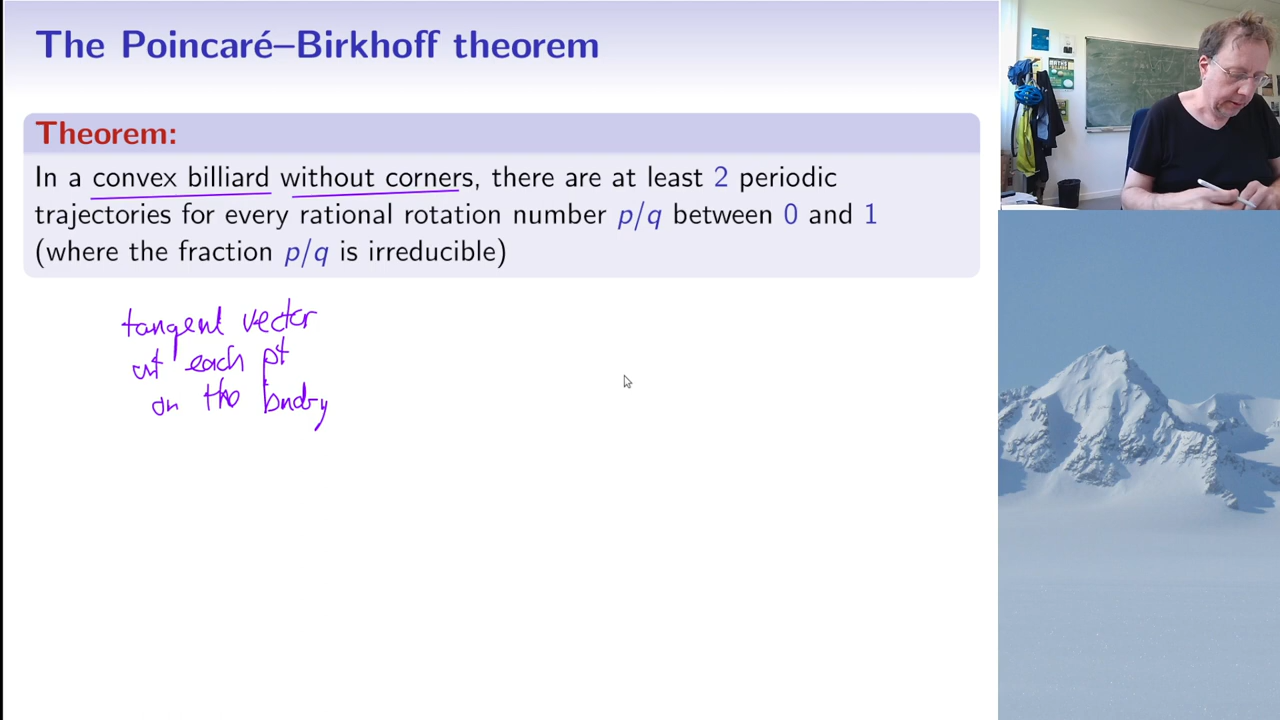 The Poincaré–Birkhoff theorem
Theorem:
In a convex billiard without corners, there are at least 2 periodic
trajectories for every rational rotation number p/q between 0 and 1
(where the fraction p/q is irreducible)
tangent vector
at each pt
on the bndry